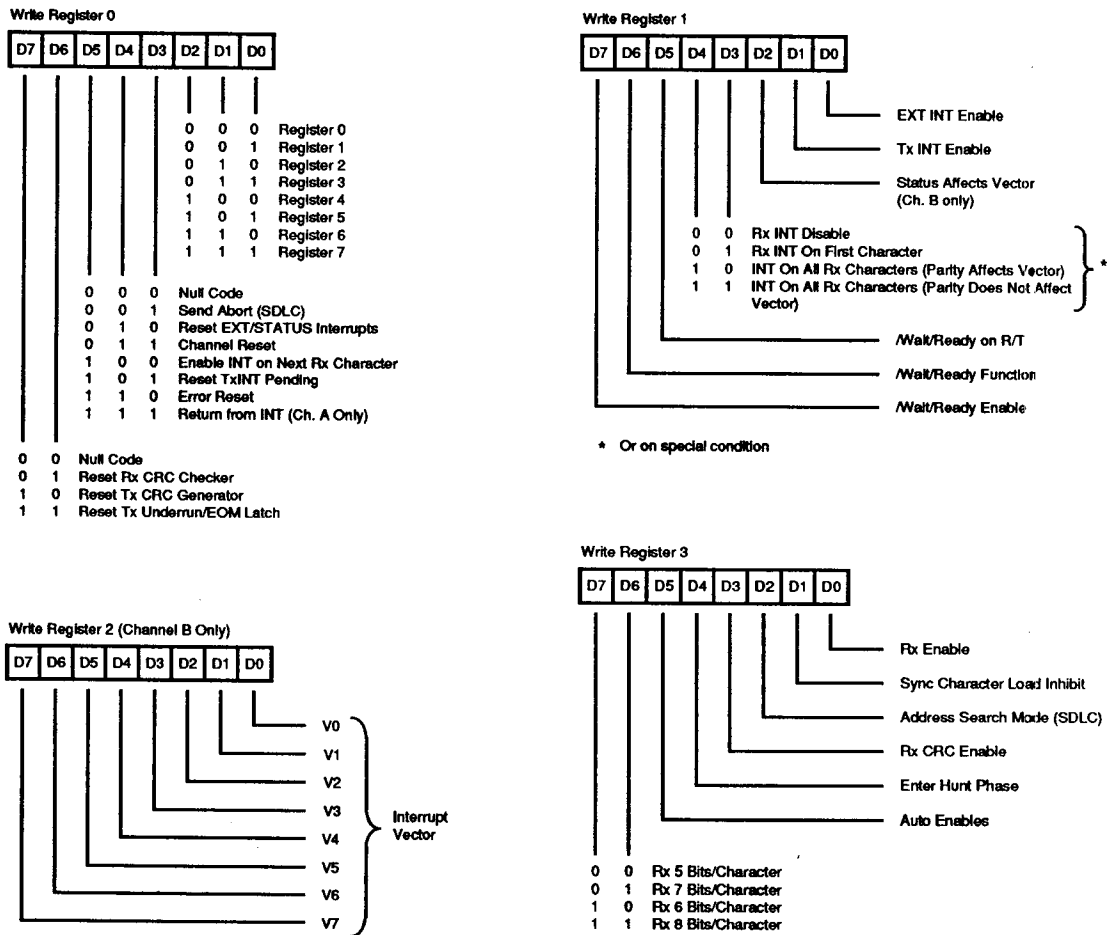 Write Register 0
D7 D6 D5 D4 D3 D2 D1 D0
0 0 0 Register 0
0 0 1 Register 1
0 1 0 Register 2
0 1 1 Register 3
1 0 0 Register 4
1 0 1 Register 5
1 1 0 Register 6
1 1 1 Register 7
0 0 0 Null Code
0 0 1 Send Abort (SDLC)
0 1 0 Reset EXT/STATUS Interrupts
0 1 1 Channel Reset
1 0 0 Enable INT on Next Rx Character
1 0 1 Reset TxINT Pending
1 1 0 Error Reset
1 1 1 Return from INT (Ch. A Only)
0 0 Null Code
0 1 Reset Rx CRC Checker
1 0 Reset Tx CRC Generator
1 1 Reset Tx Underrun/EOM Latch
Write Register 1
D7 D6 D5 D4 D3 D2 D1 D0
EXT INT Enable
Tx INT Enable
Status Affects Vector
(Ch. B only)
0 0 Rx INT Disable
0 1 Rx INT On First Character
1 0 INT On All Rx Characters (Parity Affects Vector)
1 1 INT On All Rx Characters (Parity Does Not Affect
Vector)
*
/Wait/Ready on R/T
/Wait/Ready Function
/Wait/Ready Enable
* Or on special condition
Write Register 2 (Channel B Only)
D7 D6 D5 D4 D3 D2 D1 D0
V0
V1
V2
V3
V4
V5
V6
V7
Interrupt
Vector
Write Register 3
D7 D6 D5 D4 D3 D2 D1 D0
Rx Enable
Sync Character Load Inhibit
Address Search Mode (SDLC)
Rx CRC Enable
Enter Hunt Phase
Auto Enables
0 0 Rx 5 Bits/Character
0 1 Rx 7 Bits/Character
1 0 Rx 6 Bits/Character
1 1 Rx 8 Bits/Character